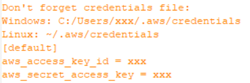 Don't forget credentials file:
Windows: C:/Users/xxx/.aws/credentials
Linux: ~/.aws/credentials
[default]
aws_access_key_id = xxx
aws_secret_access_key = xxx